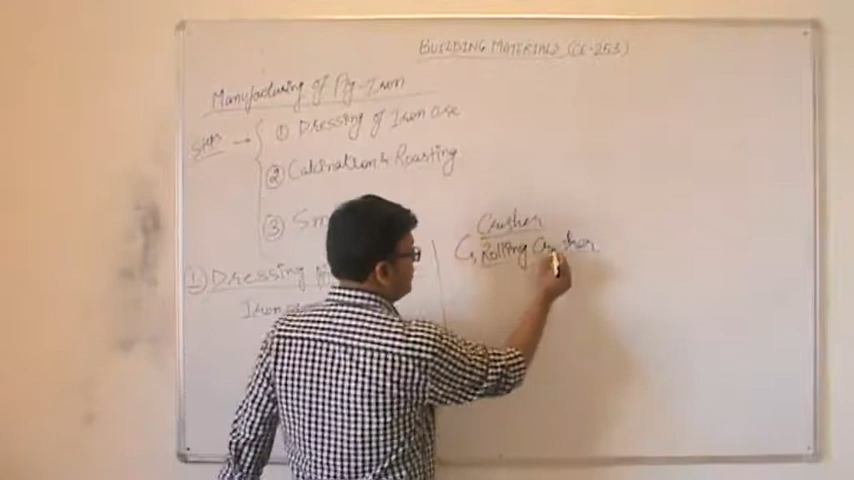 BUILDING MATERIALS (CE-253)
Manufacturing of Pig-Iron
Steps → ① Dressing of Iron ore
② Calcination & Roasting
③ Sm
① Dressing
Iron
Crusher
Rolling Crusher